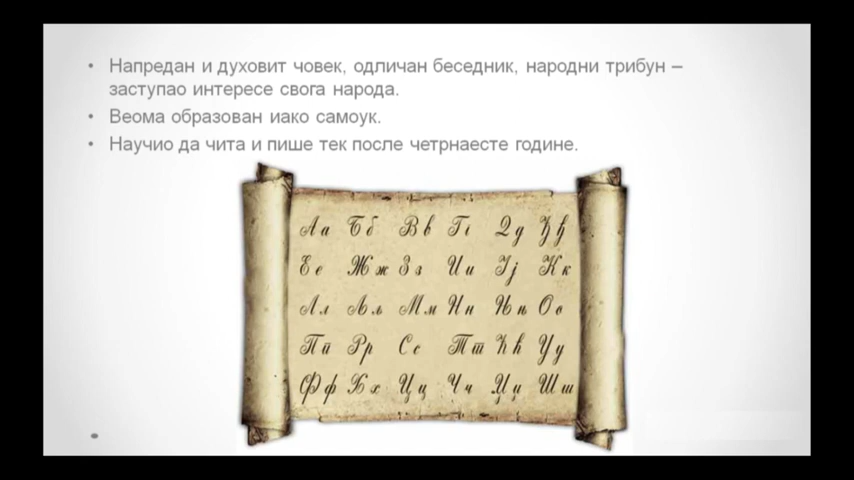 • Напредан и духовит човек, одличан беседник, народни трибун –
заступао интересе свога народа.
• Веома образован иако самоук.
• Научио да чита и пише тек после четрнаесте године.
Аа Бб Вв Гг Дд Ђђ
Ее Жж Зз Ии Јј Кк
Лл Љљ Мм Нн Њњ Оо
Пп Рр Сс Тт Ћћ Уу
Фф Хх Цц Чч Џџ Шш